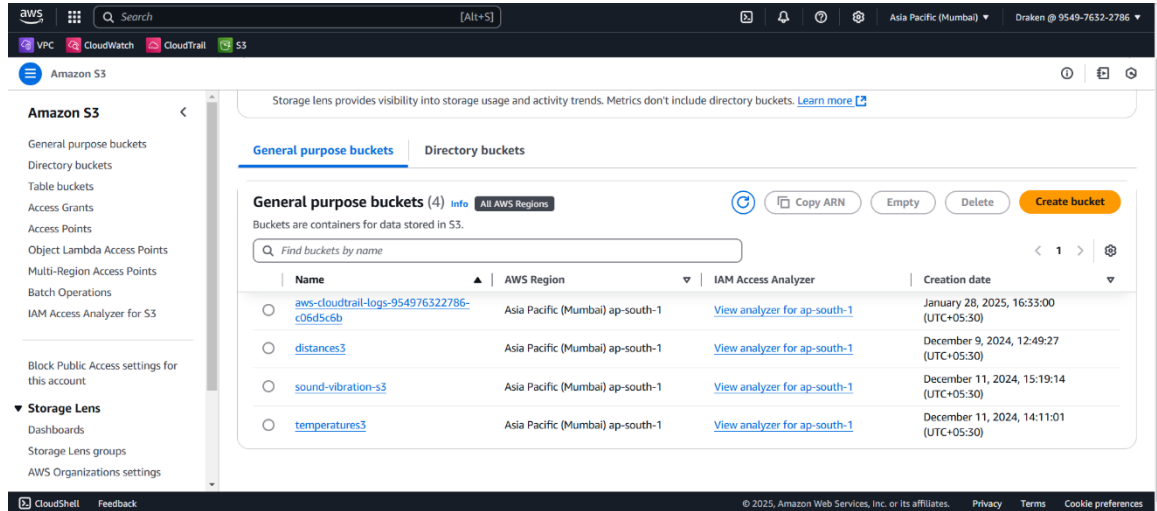 aws
Search [Alt+S] Asia Pacific (Mumbai) ▼ Draken @ 9549-7632-2786 ▼
VPC CloudWatch CloudTrail S3
Amazon S3
Amazon S3
General purpose buckets
Directory buckets
Table buckets
Access Grants
Access Points
Object Lambda Access Points
Multi-Region Access Points
Batch Operations
IAM Access Analyzer for S3
Block Public Access settings for
this account
▼ Storage Lens
Dashboards
Storage Lens groups
AWS Organizations settings
Storage lens provides visibility into storage usage and activity trends. Metrics don't include directory buckets. Learn more
General purpose buckets Directory buckets
General purpose buckets (4) Info All AWS Regions Copy ARN Empty Delete Create bucket
Buckets are containers for data stored in S3.
Find buckets by name < 1 >
Name ▲ AWS Region IAM Access Analyzer Creation date
aws-cloudtrail-logs-954976322786-
c06d5c6b Asia Pacific (Mumbai) ap-south-1 View analyzer for ap-south-1 January 28, 2025, 16:33:00
(UTC+05:30)
distances3 Asia Pacific (Mumbai) ap-south-1 View analyzer for ap-south-1 December 9, 2024, 12:49:27
(UTC+05:30)
sound-vibration-s3 Asia Pacific (Mumbai) ap-south-1 View analyzer for ap-south-1 December 11, 2024, 15:19:14
(UTC+05:30)
temperatures3 Asia Pacific (Mumbai) ap-south-1 View analyzer for ap-south-1 December 11, 2024, 14:11:01
(UTC+05:30)
CloudShell Feedback © 2025, Amazon Web Services, Inc. or its affiliates. Privacy Terms Cookie preferences